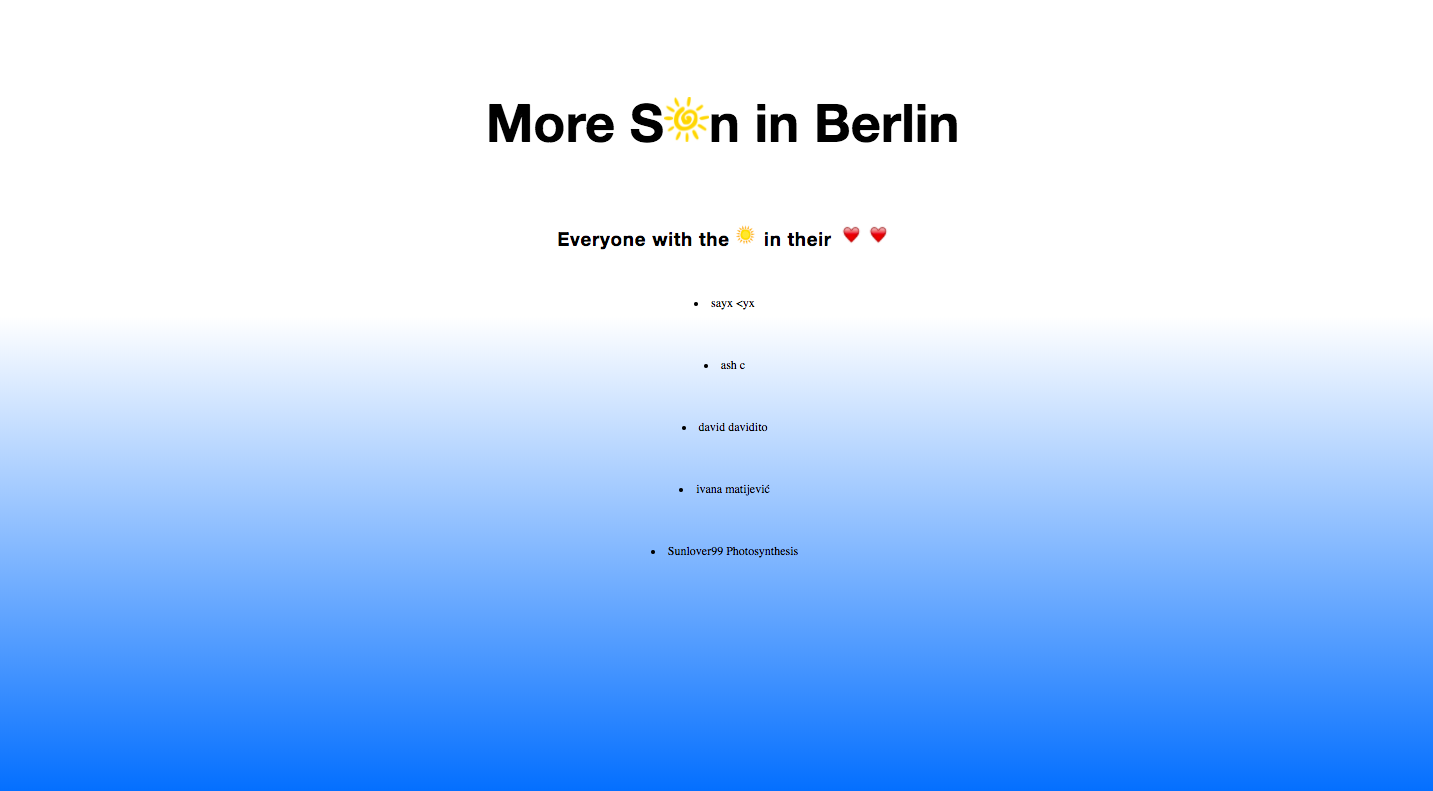 More S☀n in Berlin
Everyone with the ☀ in their ❤ ❤
• sayx <yx
• ash c
• david davidito
• ivana matijević
• Sunlover99 Photosynthesis